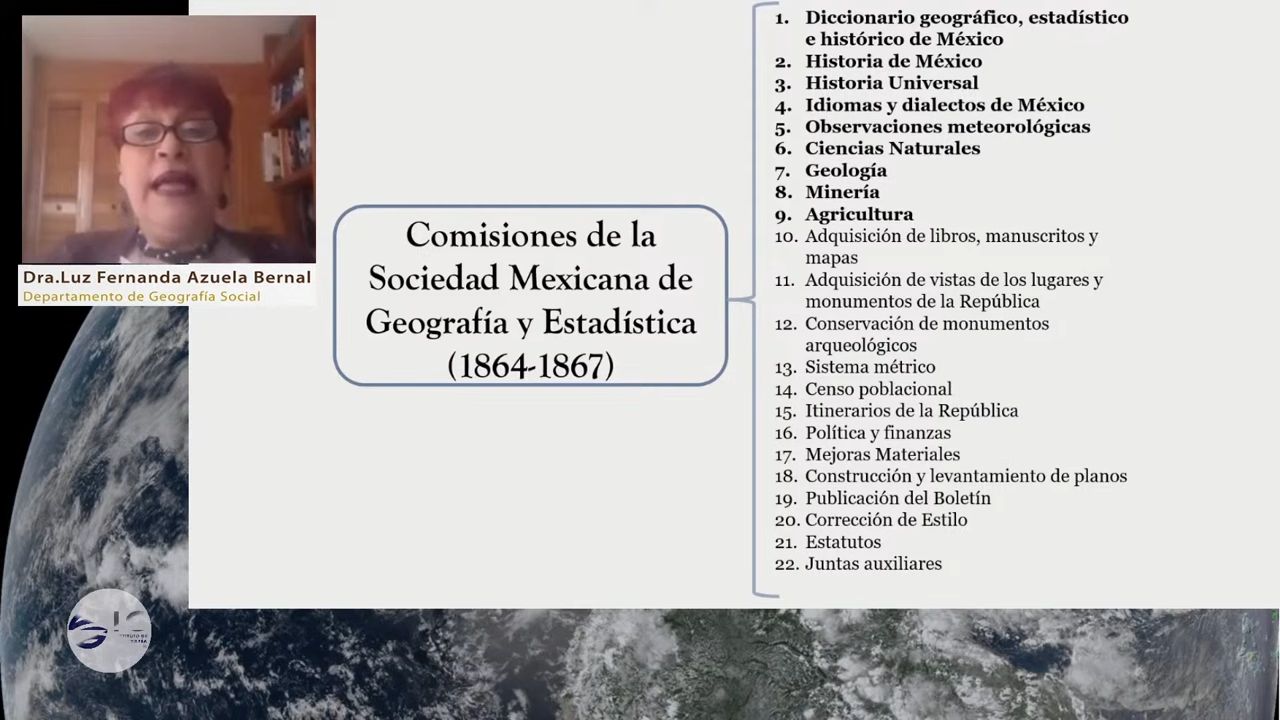 Dra.Luz Fernanda Azuela Bernal
Departamento de Geografía Social
Comisiones de la
Sociedad Mexicana de
Geografía y Estadística
(1864-1867)
1. Diccionario geográfico, estadístico
e histórico de México
2. Historia de México
3. Historia Universal
4. Idiomas y dialectos de México
5. Observaciones meteorológicas
6. Ciencias Naturales
7. Geología
8. Minería
9. Agricultura
10. Adquisición de libros, manuscritos y
mapas
11. Adquisición de vistas de los lugares y
monumentos de la República
12. Conservación de monumentos
arqueológicos
13. Sistema métrico
14. Censo poblacional
15. Itinerarios de la República
16. Política y finanzas
17. Mejoras Materiales
18. Construcción y levantamiento de planos
19. Publicación del Boletín
20. Corrección de Estilo
21. Estatutos
22. Juntas auxiliares